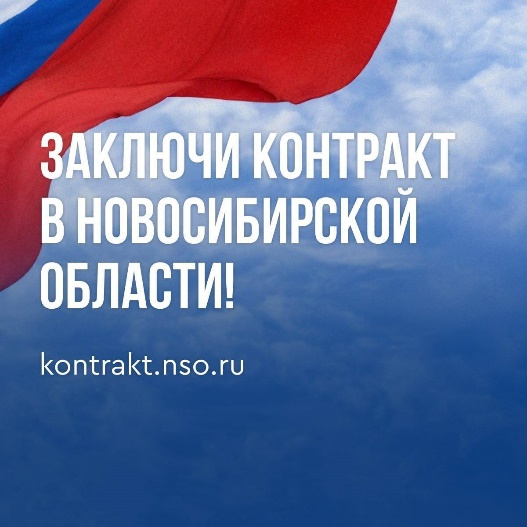 ЗАКЛЮЧИ КОНТРАКТ
В НОВОСИБИРСКОЙ
ОБЛАСТИ!
kontrakt.nso.ru